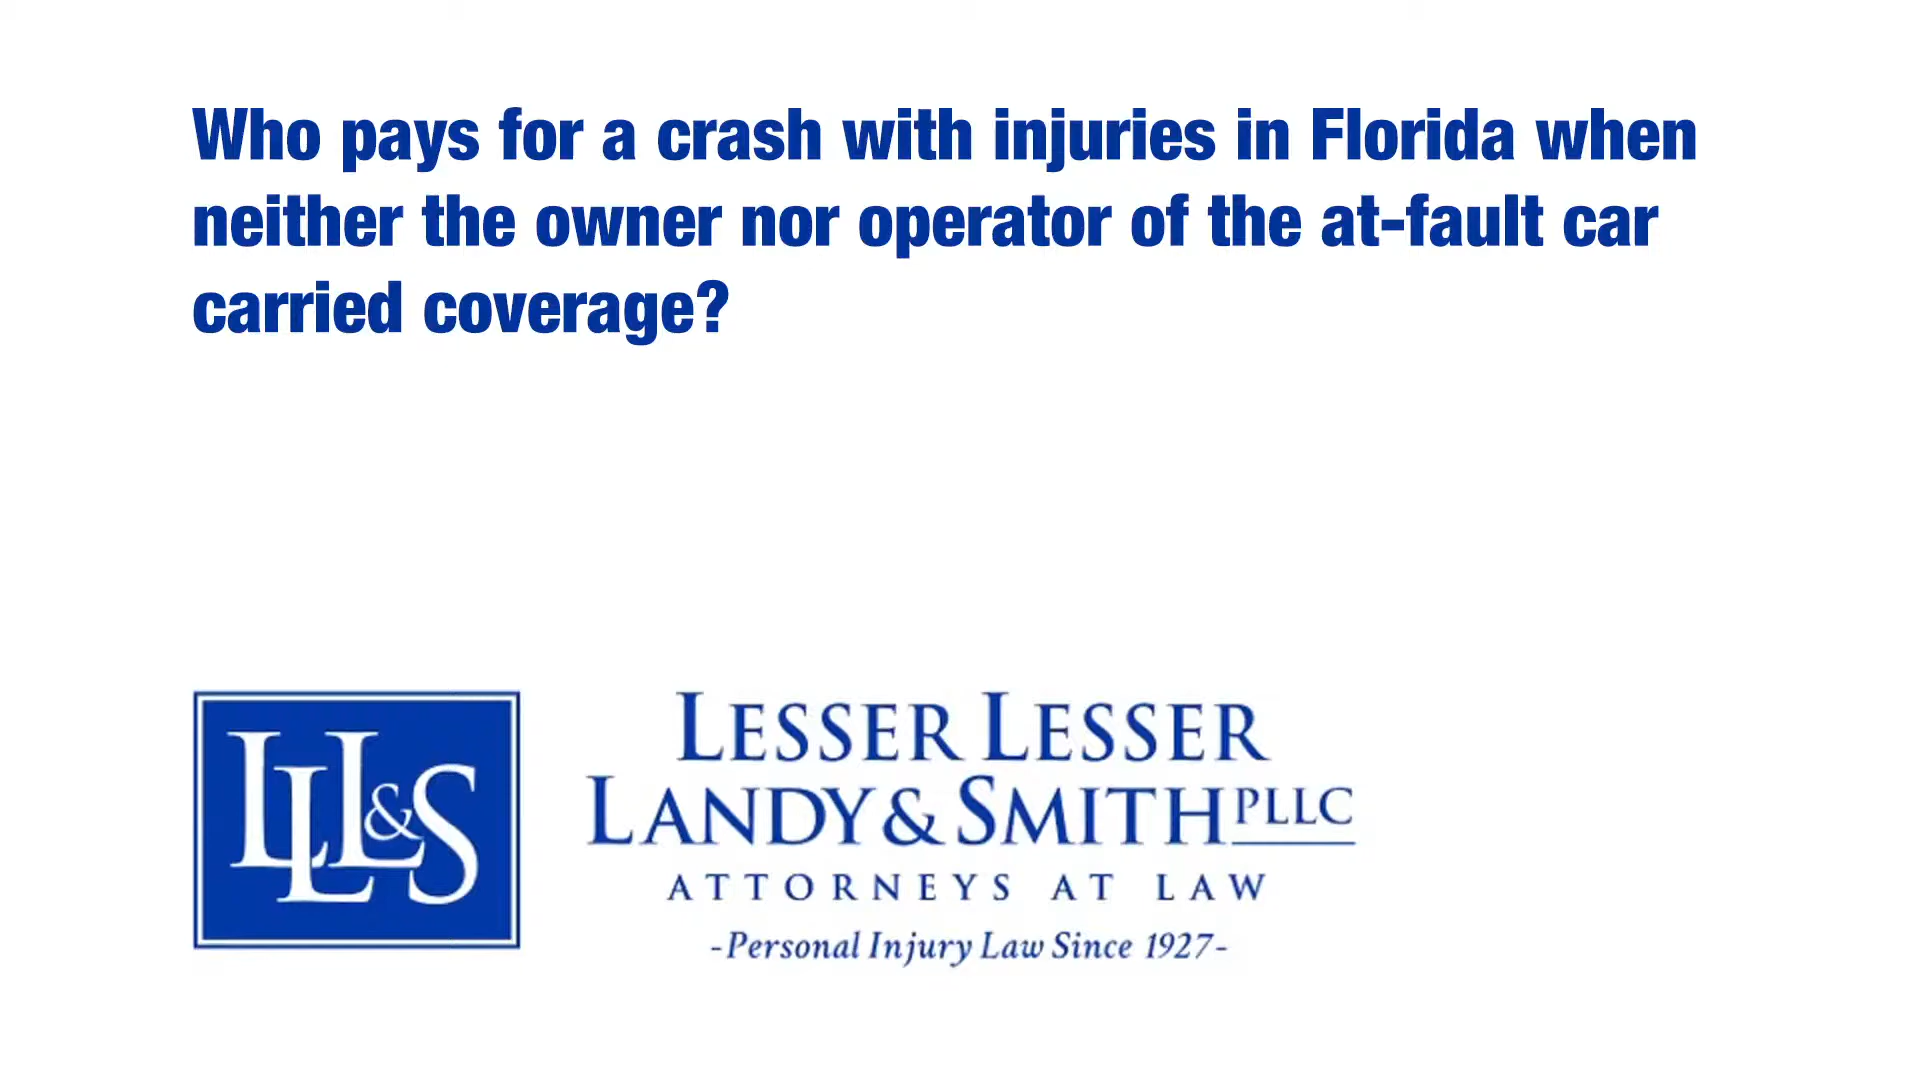 Who pays for a crash with injuries in Florida when
neither the owner nor operator of the at-fault car
carried coverage?
LLL&S
LESSER LESSER
LANDY & SMITH PLLC
ATTORNEYS AT LAW
-Personal Injury Law Since 1927-